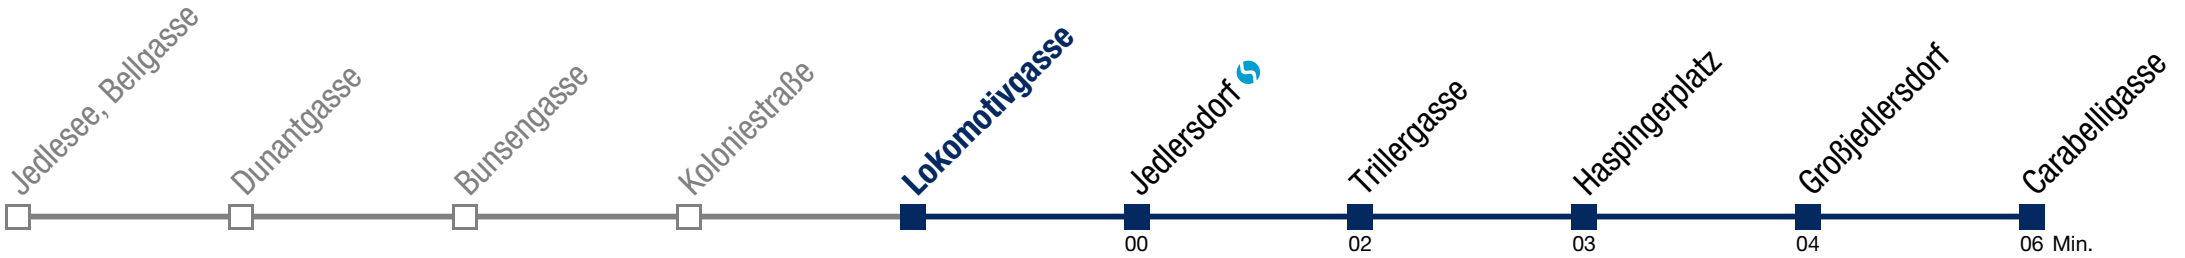 Jedlesee, Bellgasse
Dunantgasse
Bunsengasse
Koloniestraße
Lokomotivgasse
Jedlersdorf
Trillergasse
Haspingerplatz
Großjedlersdorf
Carabelligasse
00 02 03 04 06 Min.